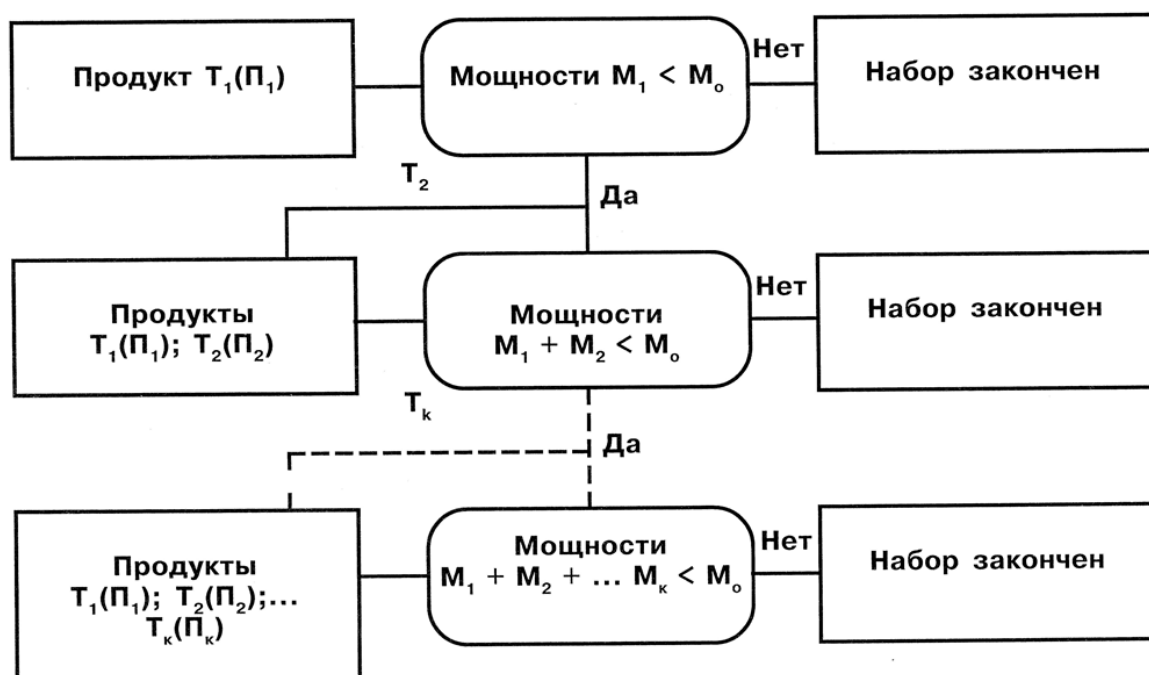 Продукт Т₁(П₁)
Мощности М₁ < Мₒ
Нет
Набор закончен
Т₂
Да
Продукты
Т₁(П₁); Т₂(П₂)
Мощности
М₁ + М₂ < Мₒ
Нет
Набор закончен
Тₖ
Да
Продукты
Т₁(П₁); Т₂(П₂);...
Тₖ(Пₖ)
Мощности
М₁ + М₂ + ... Мₖ < Мₒ
Нет
Набор закончен